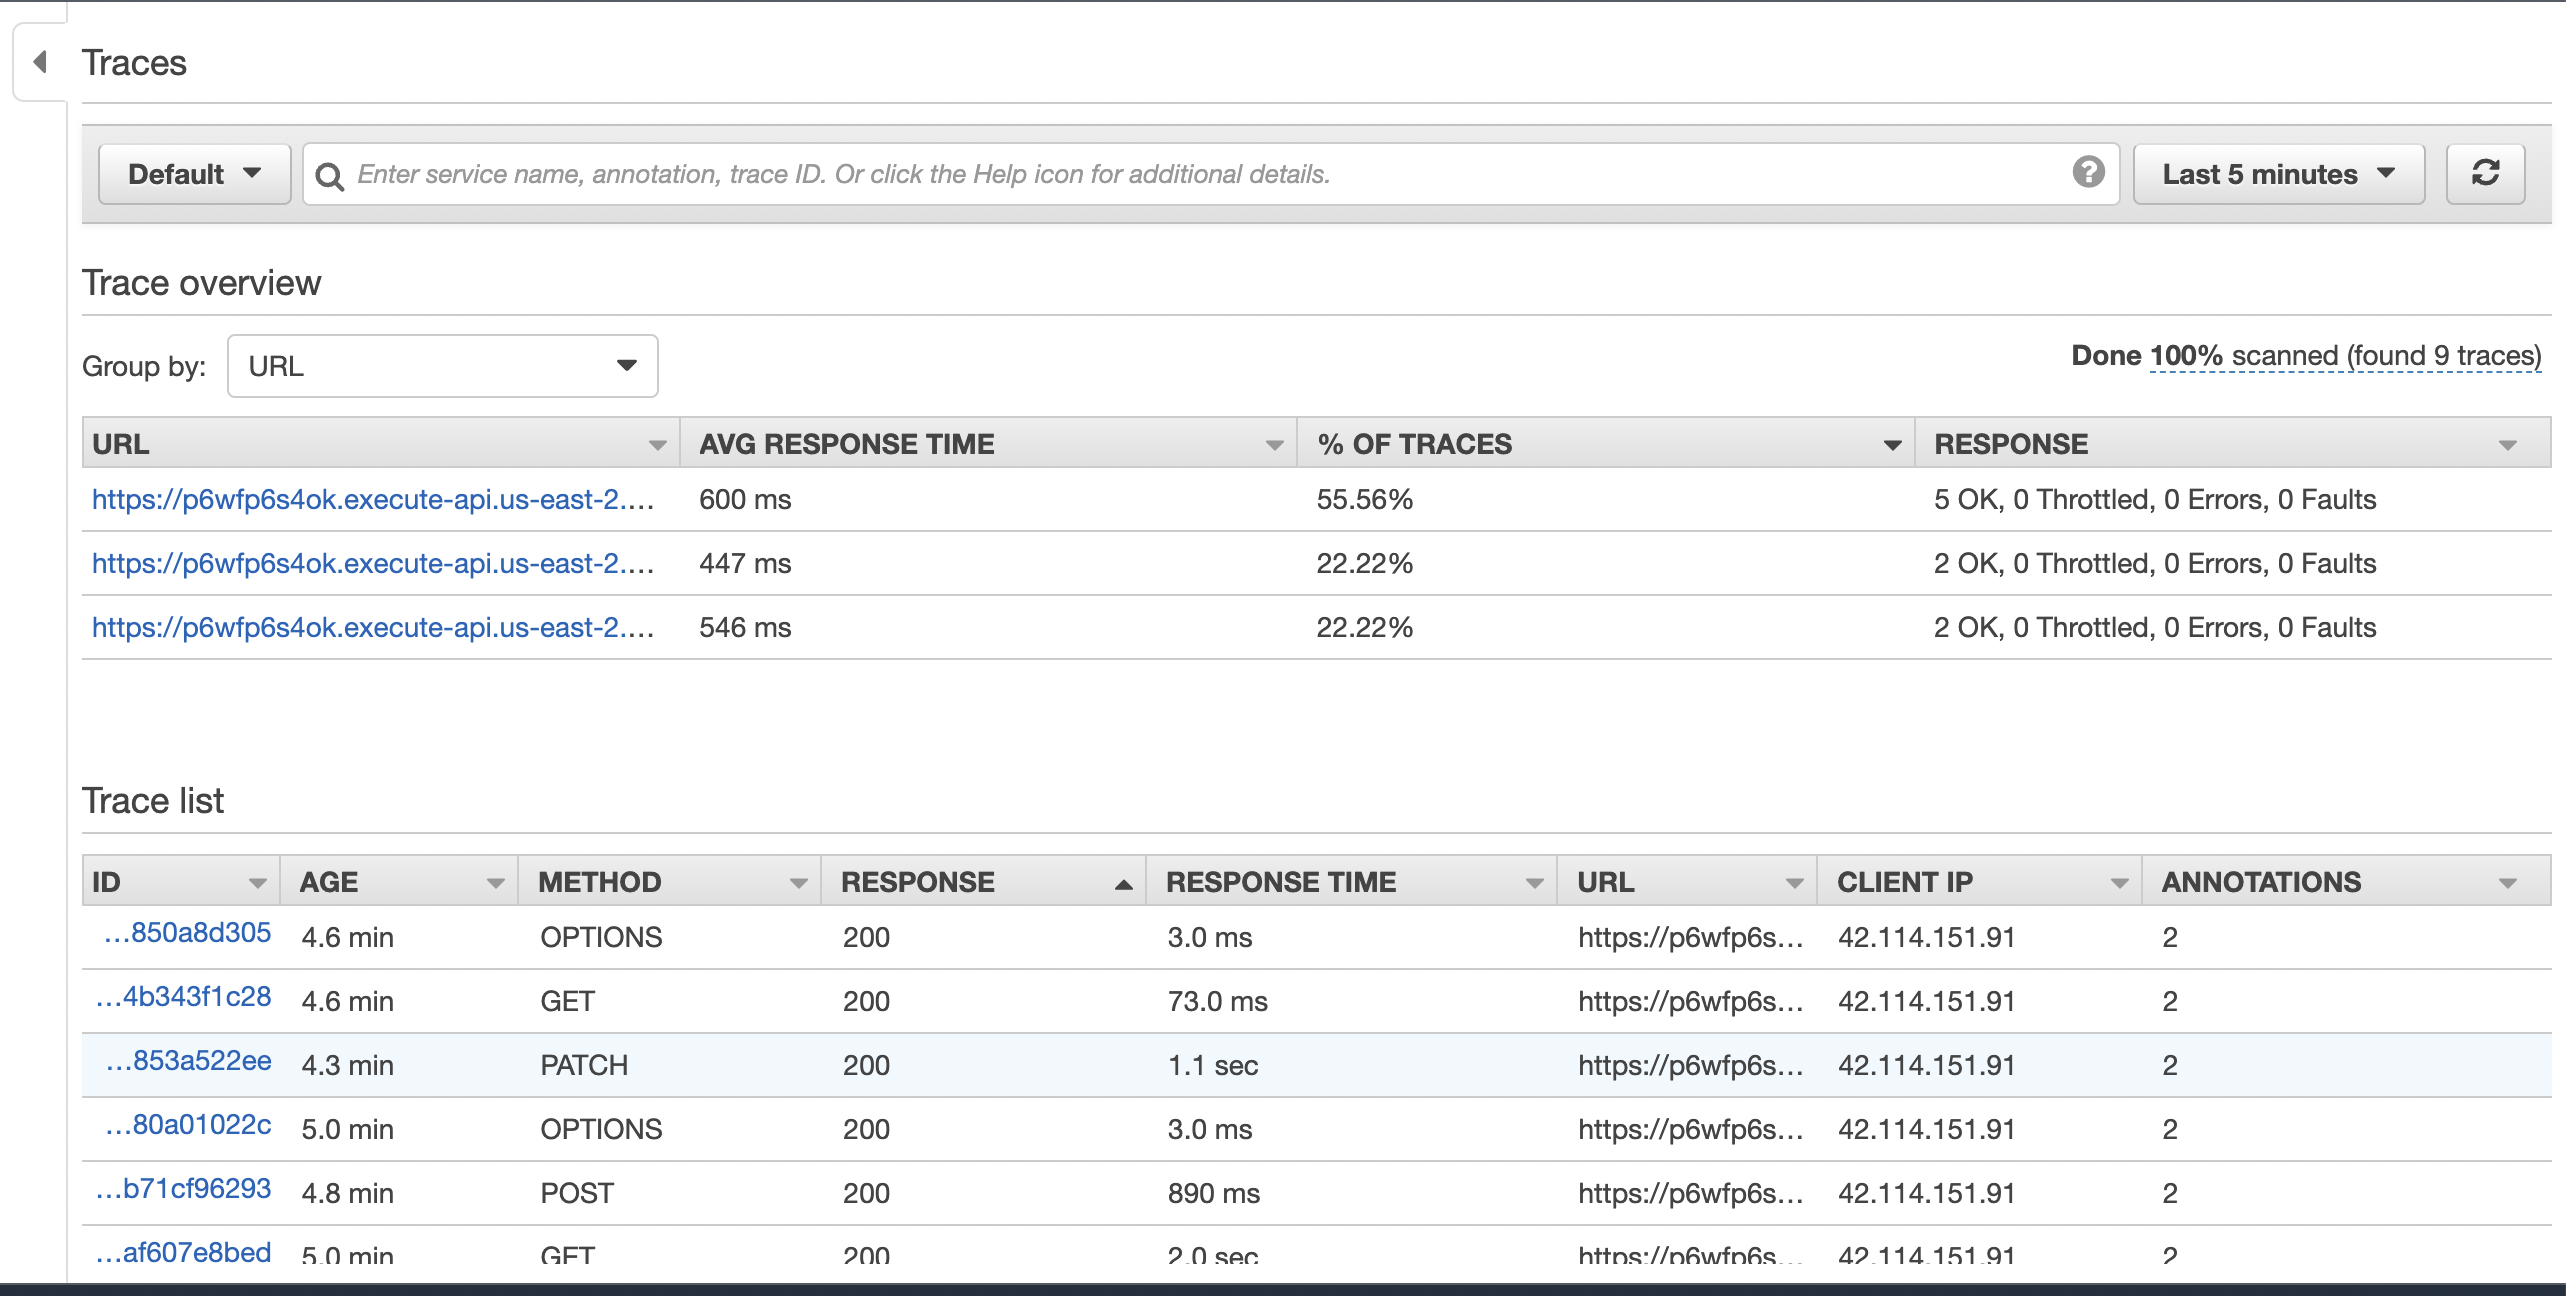 Traces
Default Enter service name, annotation, trace ID. Or click the Help icon for additional details. ? Last 5 minutes
Trace overview
Group by: URL Done 100% scanned (found 9 traces)
URL AVG RESPONSE TIME % OF TRACES RESPONSE
https://p6wfp6s4ok.execute-api.us-east-2.... 600 ms 55.56% 5 OK, 0 Throttled, 0 Errors, 0 Faults
https://p6wfp6s4ok.execute-api.us-east-2.... 447 ms 22.22% 2 OK, 0 Throttled, 0 Errors, 0 Faults
https://p6wfp6s4ok.execute-api.us-east-2.... 546 ms 22.22% 2 OK, 0 Throttled, 0 Errors, 0 Faults
Trace list
ID AGE METHOD RESPONSE RESPONSE TIME URL CLIENT IP ANNOTATIONS
...850a8d305 4.6 min OPTIONS 200 3.0 ms https://p6wfp6s... 42.114.151.91 2
...4b343f1c28 4.6 min GET 200 73.0 ms https://p6wfp6s... 42.114.151.91 2
...853a522ee 4.3 min PATCH 200 1.1 sec https://p6wfp6s... 42.114.151.91 2
...80a01022c 5.0 min OPTIONS 200 3.0 ms https://p6wfp6s... 42.114.151.91 2
...b71cf96293 4.8 min POST 200 890 ms https://p6wfp6s... 42.114.151.91 2
...af607e8bed 5.0 min GET 200 2.0 sec https://p6wfp6s... 42.114.151.91 2